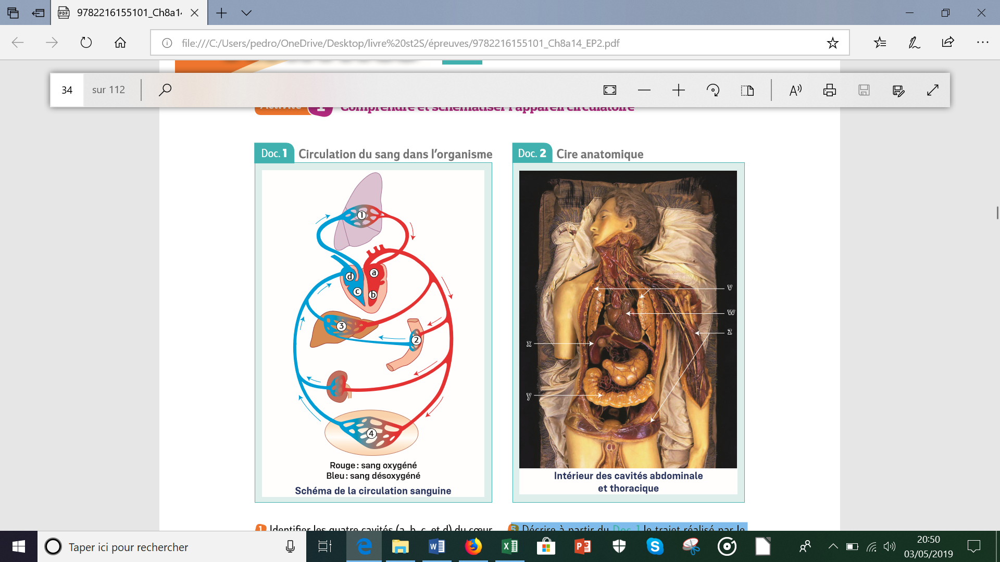 9782216155101_Ch8a14
file:///C:/Users/pedro/OneDrive/Desktop/livre%20st2S/épreuves/9782216155101_Ch8a14_EP2.pdf
34 sur 112
Activité 1 Comprendre et schématiser l'appareil circulatoire
Doc. 1 Circulation du sang dans l'organisme
1
d
a
c
b
3
2
4
Rouge : sang oxygéné
Bleu : sang désoxygéné
Schéma de la circulation sanguine
Doc. 2 Cire anatomique
v
w
z
x
y
Intérieur des cavités abdominale
et thoracique
1 Identifier les quatre cavités (a, b, c, et d) du cœur
5 Décrire à partir du Doc. 1 le trajet réalisé par le
Taper ici pour rechercher
20:50
03/05/2019